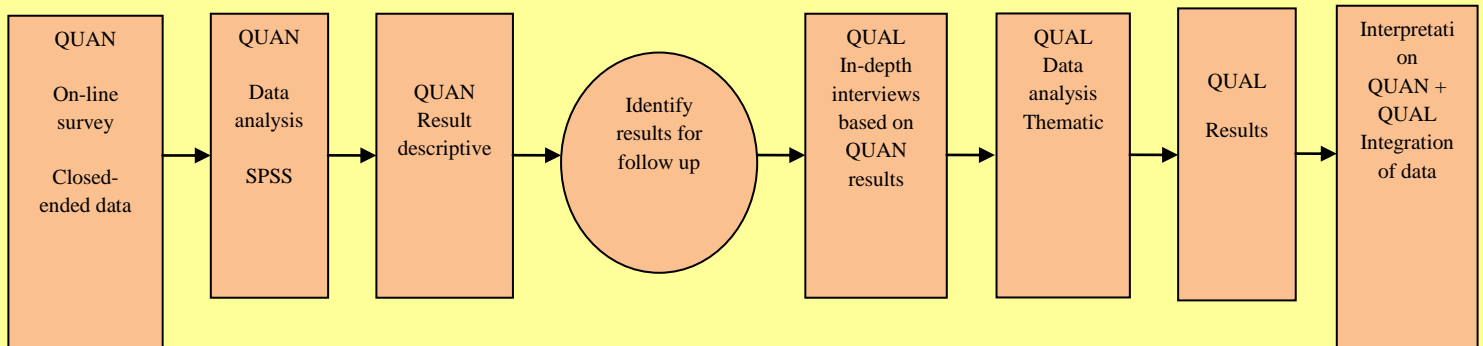 QUAN
On-line
survey
Closed-
ended data
QUAN
Data
analysis
SPSS
QUAN
Result
descriptive
Identify
results for
follow up
QUAL
In-depth
interviews
based on
QUAN
results
QUAL
Data
analysis
Thematic
QUAL
Results
Interpretati
on
QUAN +
QUAL
Integration
of data